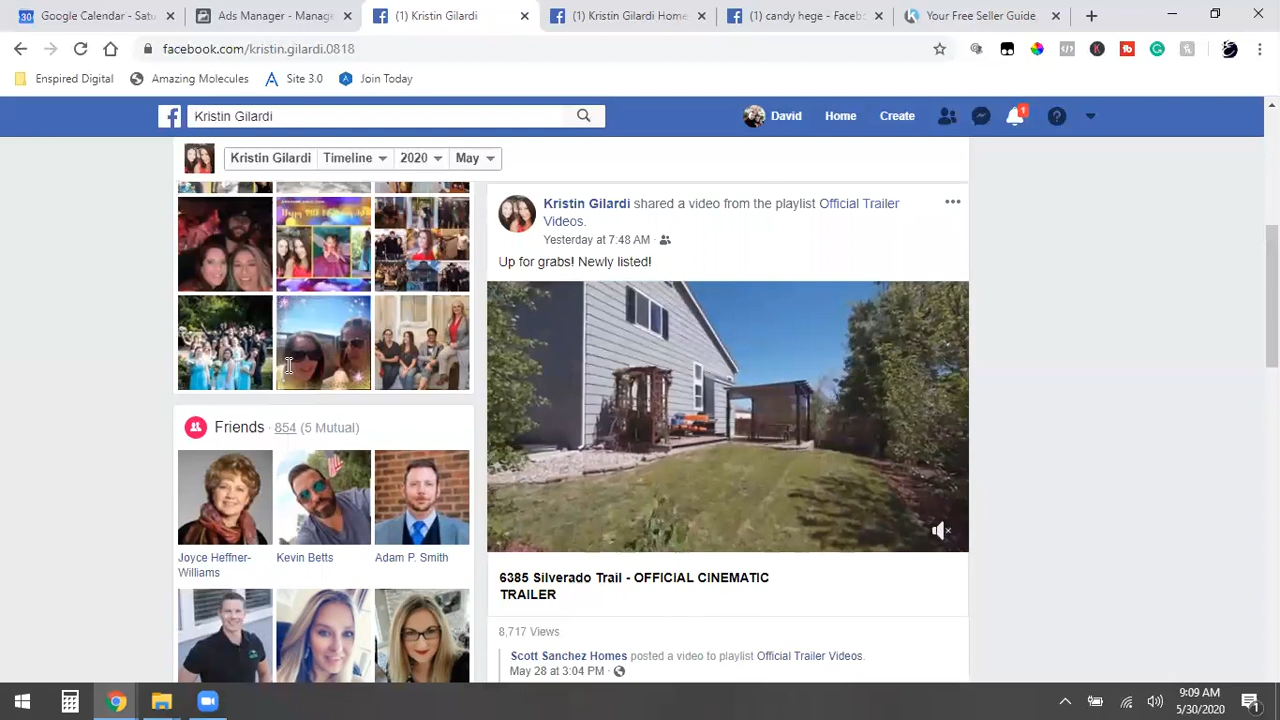 Google Calendar - Satu
Ads Manager - Manage
(1) Kristin Gilardi
(1) Kristin Gilardi Home
(1) candy hege - Faceb
Your Free Seller Guide
facebook.com/kristin.gilardi.0818
Enspired Digital
Amazing Molecules
Site 3.0
Join Today
Kristin Gilardi
David
Home
Create
1
Kristin Gilardi
Timeline
2020
May
Kristin Gilardi shared a video from the playlist Official Trailer
Videos.
Yesterday at 7:48 AM
Up for grabs! Newly listed!
Friends · 854 (5 Mutual)
Joyce Heffner-
Williams
Kevin Betts
Adam P. Smith
6385 Silverado Trail - OFFICIAL CINEMATIC
TRAILER
8,717 Views
Scott Sanchez Homes posted a video to playlist Official Trailer Videos.
May 28 at 3:04 PM
9:09 AM
5/30/2020